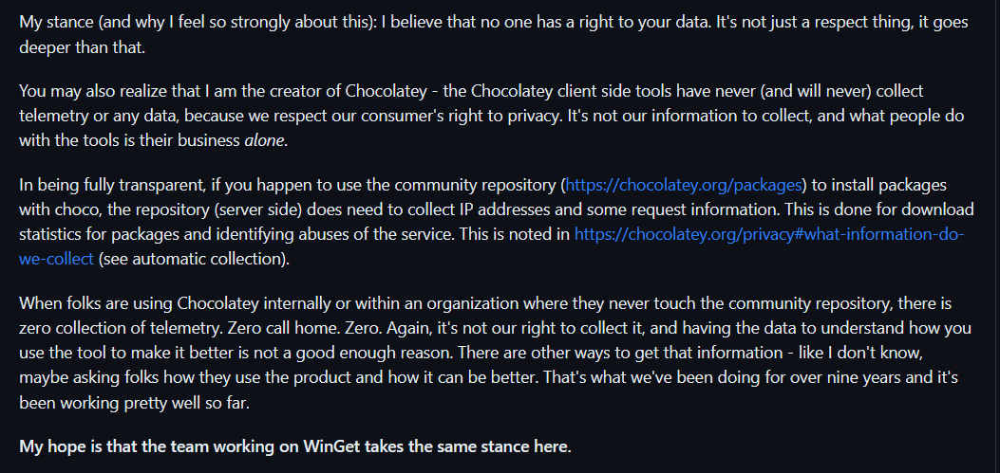 My stance (and why I feel so strongly about this): I believe that no one has a right to your data. It's not just a respect thing, it goes
deeper than that.
You may also realize that I am the creator of Chocolatey - the Chocolatey client side tools have never (and will never) collect
telemetry or any data, because we respect our consumer's right to privacy. It's not our information to collect, and what people do
with the tools is their business alone.
In being fully transparent, if you happen to use the community repository (https://chocolatey.org/packages) to install packages
with choco, the repository (server side) does need to collect IP addresses and some request information. This is done for download
statistics for packages and identifying abuses of the service. This is noted in https://chocolatey.org/privacy#what-information-do-
we-collect (see automatic collection).
When folks are using Chocolatey internally or within an organization where they never touch the community repository, there is
zero collection of telemetry. Zero call home. Zero. Again, it's not our right to collect it, and having the data to understand how you
use the tool to make it better is not a good enough reason. There are other ways to get that information - like I don't know,
maybe asking folks how they use the product and how it can be better. That's what we've been doing for over nine years and it's
been working pretty well so far.
My hope is that the team working on WinGet takes the same stance here.